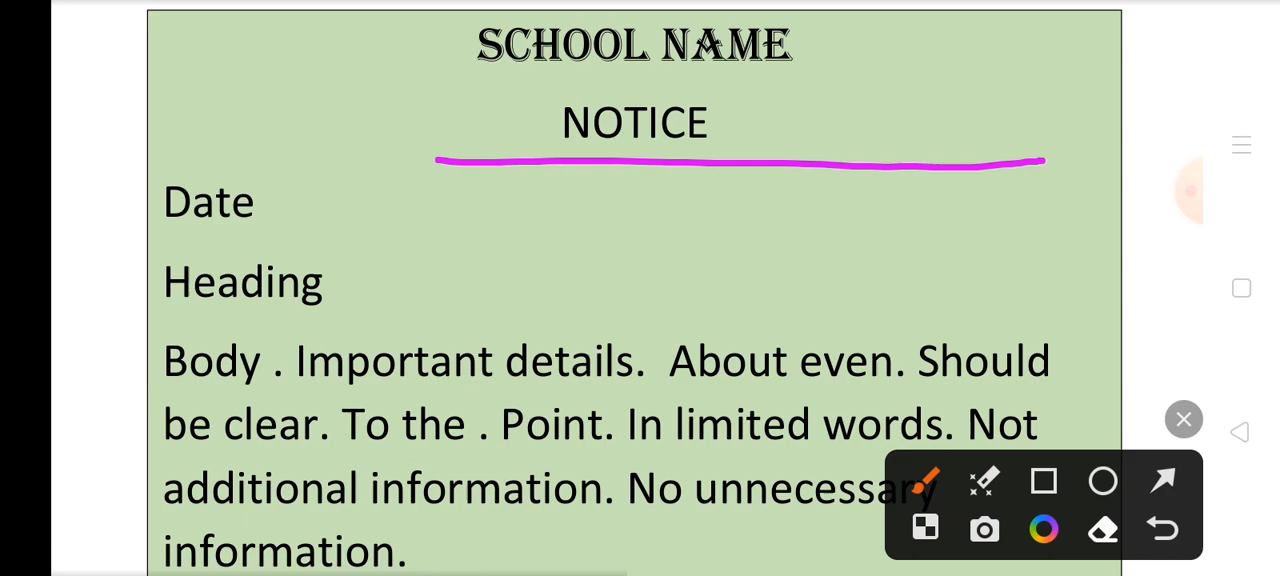 SCHOOL NAME
NOTICE
Date
Heading
Body . Important details. About even. Should
be clear. To the . Point. In limited words. Not
additional information. No unnecessary
information.